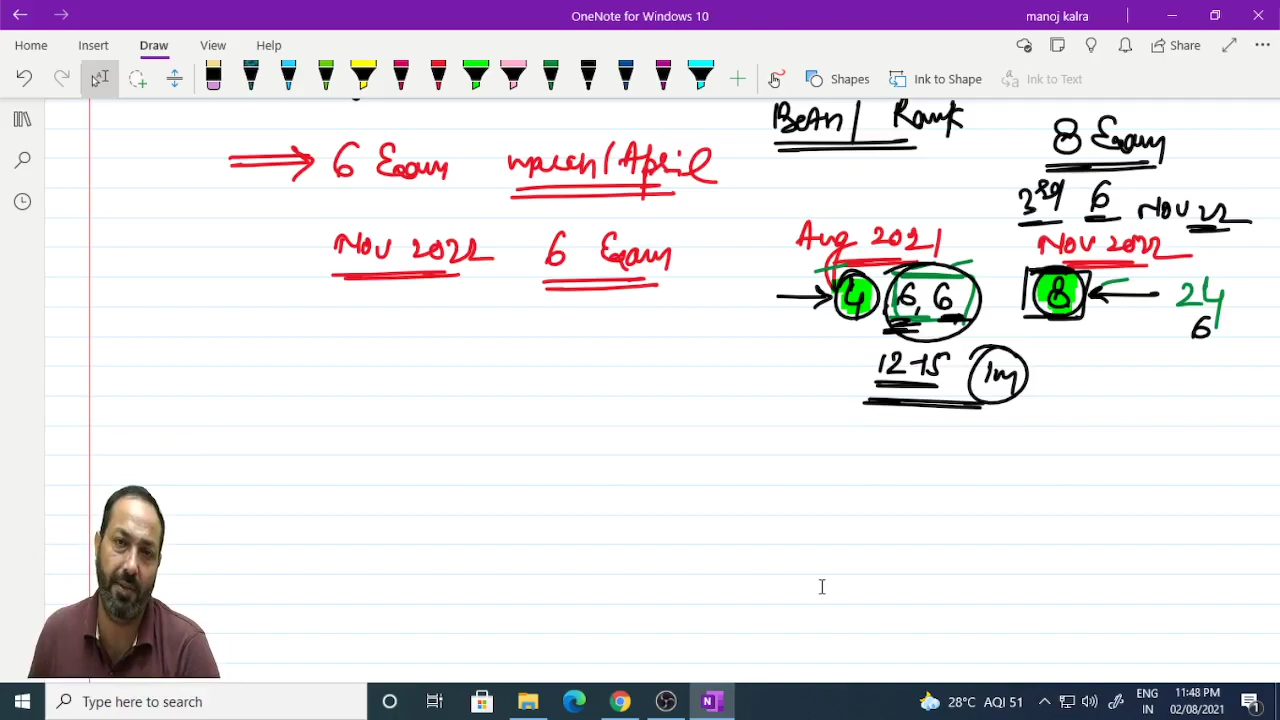 OneNote for Windows 10
manoj kalra
Home Insert Draw View Help
Share
Shapes
Ink to Shape
Ink to Text
Rank
8 Exam
⇒ 6 Exam March/April
3rd 6 Nov 22
Nov 2022 6 Exam
Aug 2021
Nov 2022
4 6, 6
8 ← 24
6
12-15
Type here to search
28°C AQI 51
ENG
IN
11:48 PM
02/08/2021
1